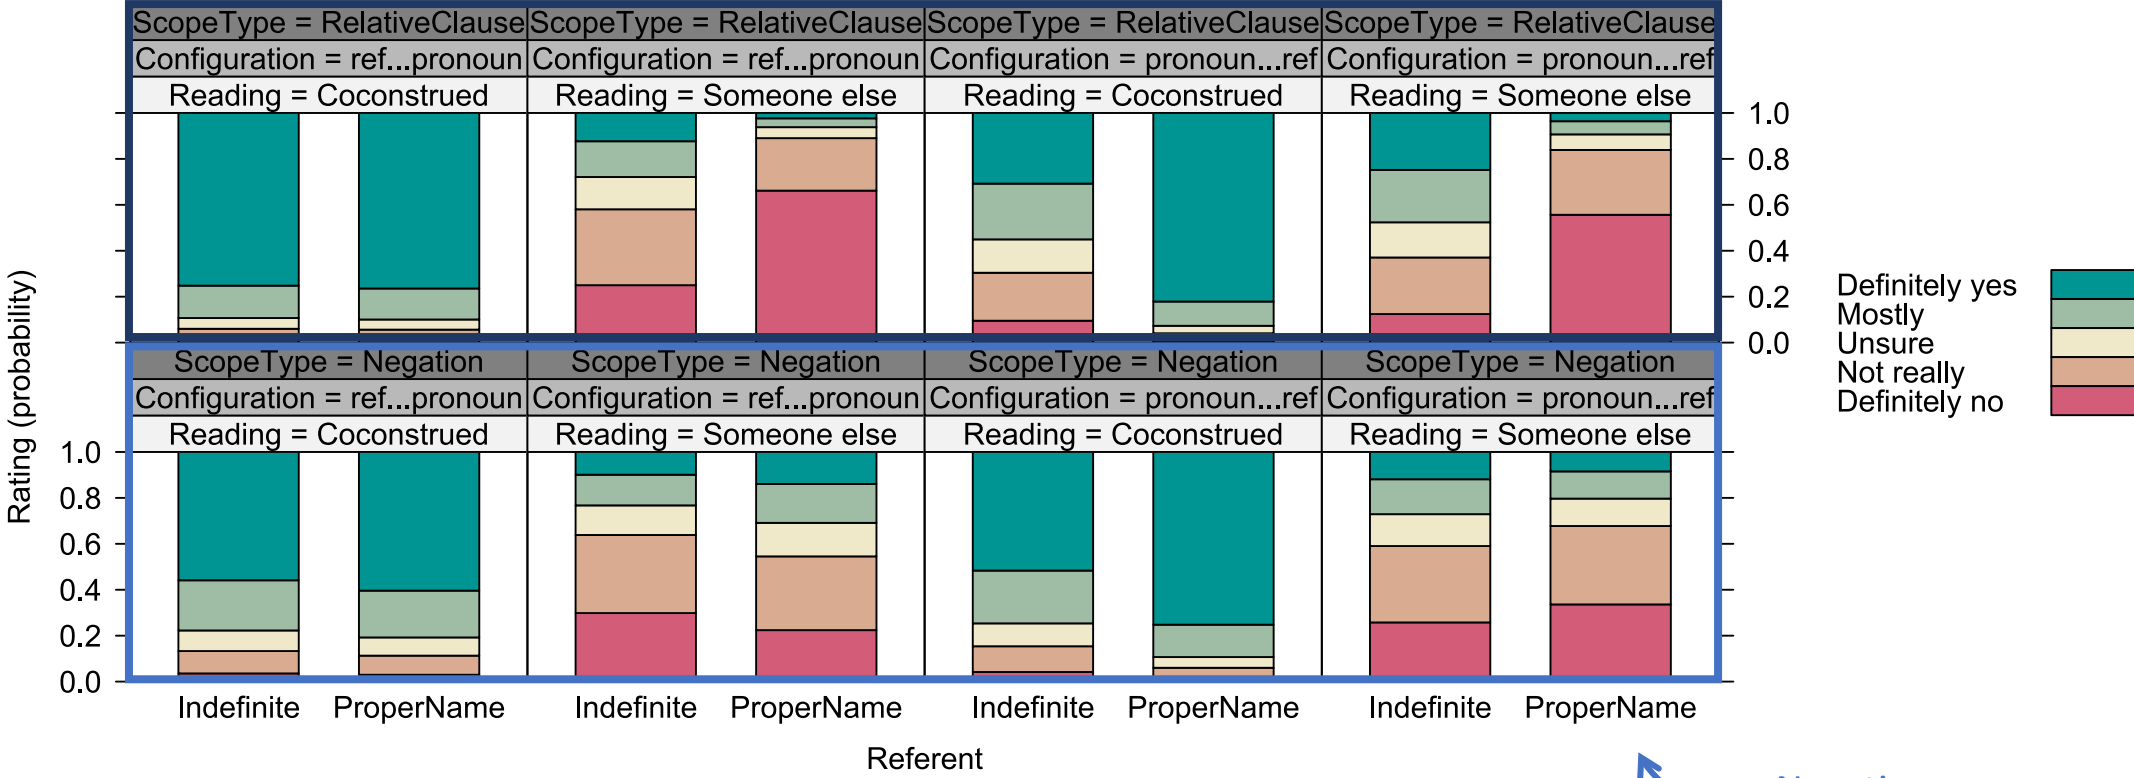 ScopeType = RelativeClause ScopeType = RelativeClause ScopeType = RelativeClause ScopeType = RelativeClause
Configuration = ref...pronoun Configuration = ref...pronoun Configuration = pronoun...ref Configuration = pronoun...ref
Reading = Coconstrued Reading = Someone else Reading = Coconstrued Reading = Someone else
1.0
0.8
0.6
0.4
0.2
0.0
Definitely yes
Mostly
Unsure
Not really
Definitely no
Rating (probability)
ScopeType = Negation ScopeType = Negation ScopeType = Negation ScopeType = Negation
Configuration = ref...pronoun Configuration = ref...pronoun Configuration = pronoun...ref Configuration = pronoun...ref
Reading = Coconstrued Reading = Someone else Reading = Coconstrued Reading = Someone else
1.0
0.8
0.6
0.4
0.2
0.0
Indefinite ProperName Indefinite ProperName Indefinite ProperName Indefinite ProperName
Referent